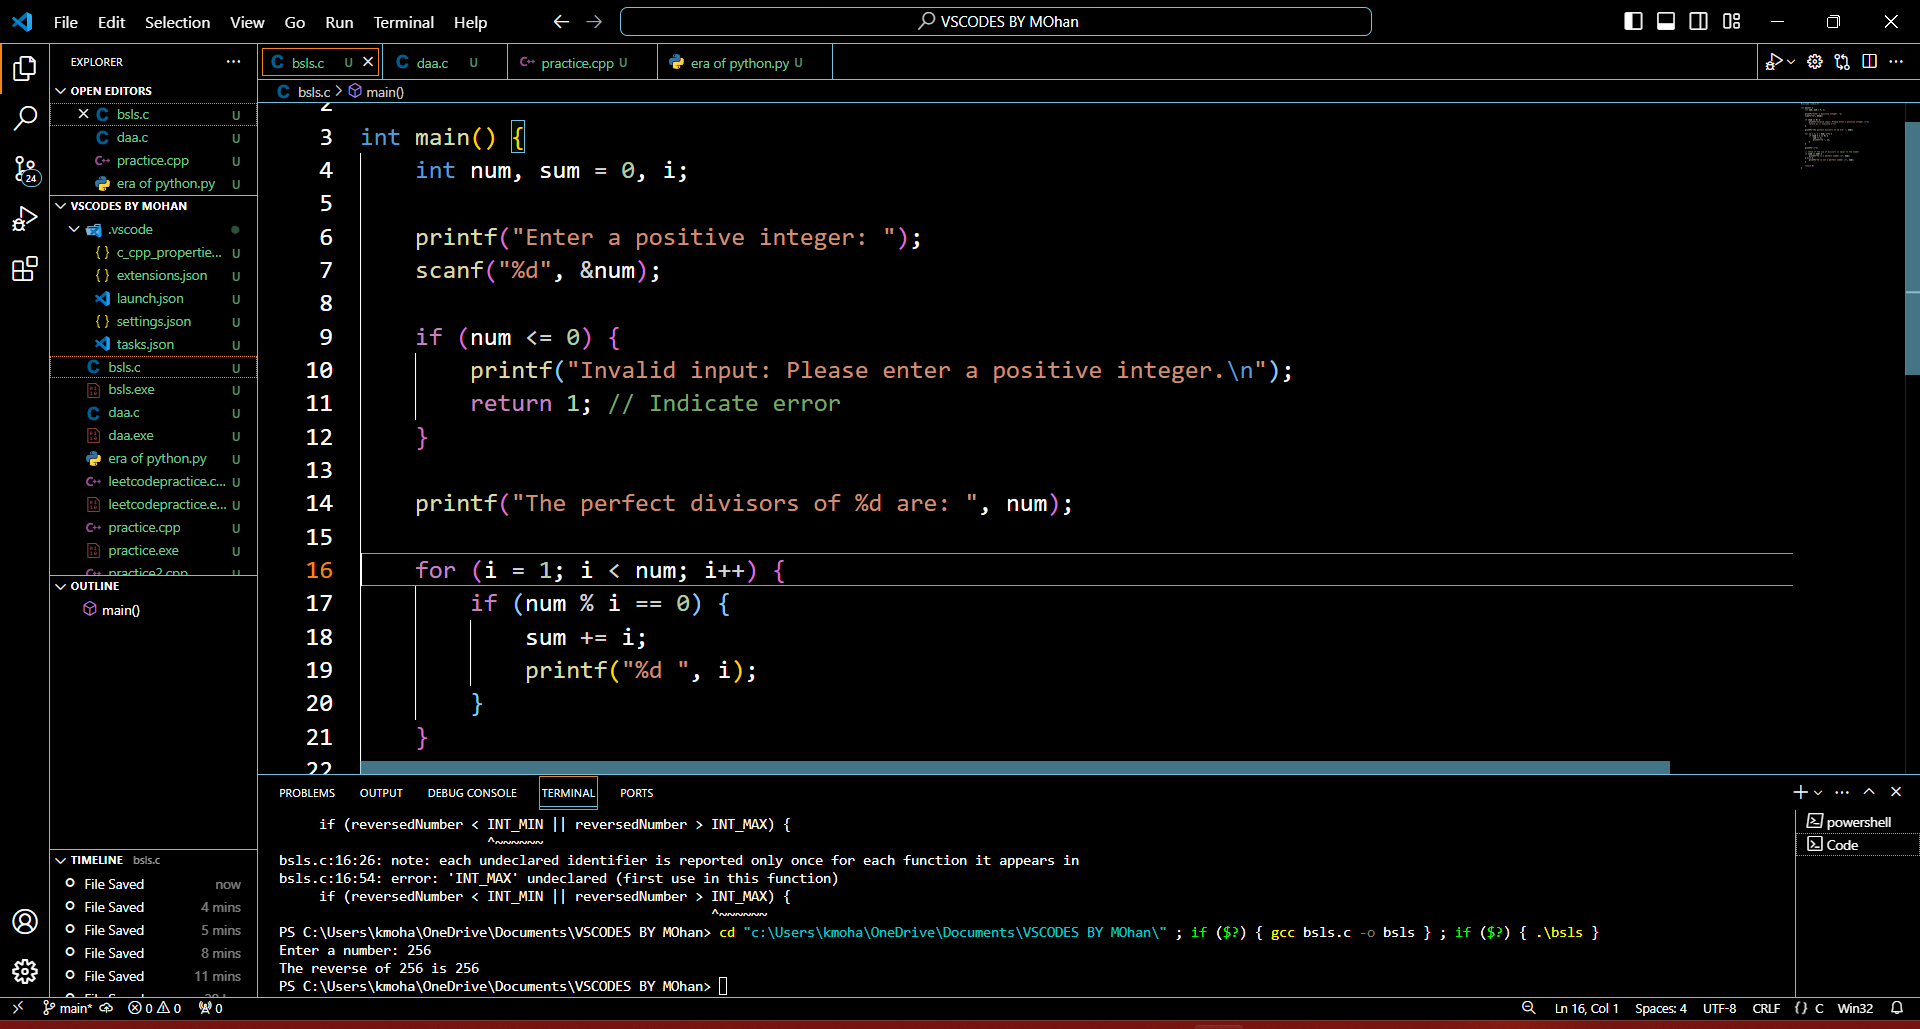 File Edit Selection View Go Run Terminal Help
VSCODES BY MOhan
EXPLORER
OPEN EDITORS
bsls.c U
daa.c U
practice.cpp U
era of python.py U
VSCODES BY MOHAN
.vscode
c_cpp_propertie... U
extensions.json U
launch.json U
settings.json U
tasks.json U
bsls.c U
bsls.exe U
daa.c U
daa.exe U
era of python.py U
leetcodepractice.c... U
leetcodepractice.e... U
practice.cpp U
practice.exe U
practice2.cpp U
OUTLINE
main()
TIMELINE bsls.c
File Saved now
File Saved 4 mins
File Saved 5 mins
File Saved 8 mins
File Saved 11 mins
24
bsls.c U
daa.c U
practice.cpp U
era of python.py U
bsls.c > main()
2
3 int main() {
4 int num, sum = 0, i;
5
6 printf("Enter a positive integer: ");
7 scanf("%d", &num);
8
9 if (num <= 0) {
10 printf("Invalid input: Please enter a positive integer.\n");
11 return 1; // Indicate error
12 }
13
14 printf("The perfect divisors of %d are: ", num);
15
16 for (i = 1; i < num; i++) {
17 if (num % i == 0) {
18 sum += i;
19 printf("%d ", i);
20 }
21 }
22
PROBLEMS OUTPUT DEBUG CONSOLE TERMINAL PORTS
if (reversedNumber < INT_MIN || reversedNumber > INT_MAX) {
^~~~~~~
bsls.c:16:26: note: each undeclared identifier is reported only once for each function it appears in
bsls.c:16:54: error: 'INT_MAX' undeclared (first use in this function)
if (reversedNumber < INT_MIN || reversedNumber > INT_MAX) {
^~~~~~~
PS C:\Users\kmoha\OneDrive\Documents\VSCODES BY MOhan> cd "c:\Users\kmoha\OneDrive\Documents\VSCODES BY MOhan\" ; if ($?) { gcc bsls.c -o bsls } ; if ($?) { .\bsls }
Enter a number: 256
The reverse of 256 is 256
PS C:\Users\kmoha\OneDrive\Documents\VSCODES BY MOhan>
powershell
Code
main* 0 0 0
Ln 16, Col 1 Spaces: 4 UTF-8 CRLF {} C Win32